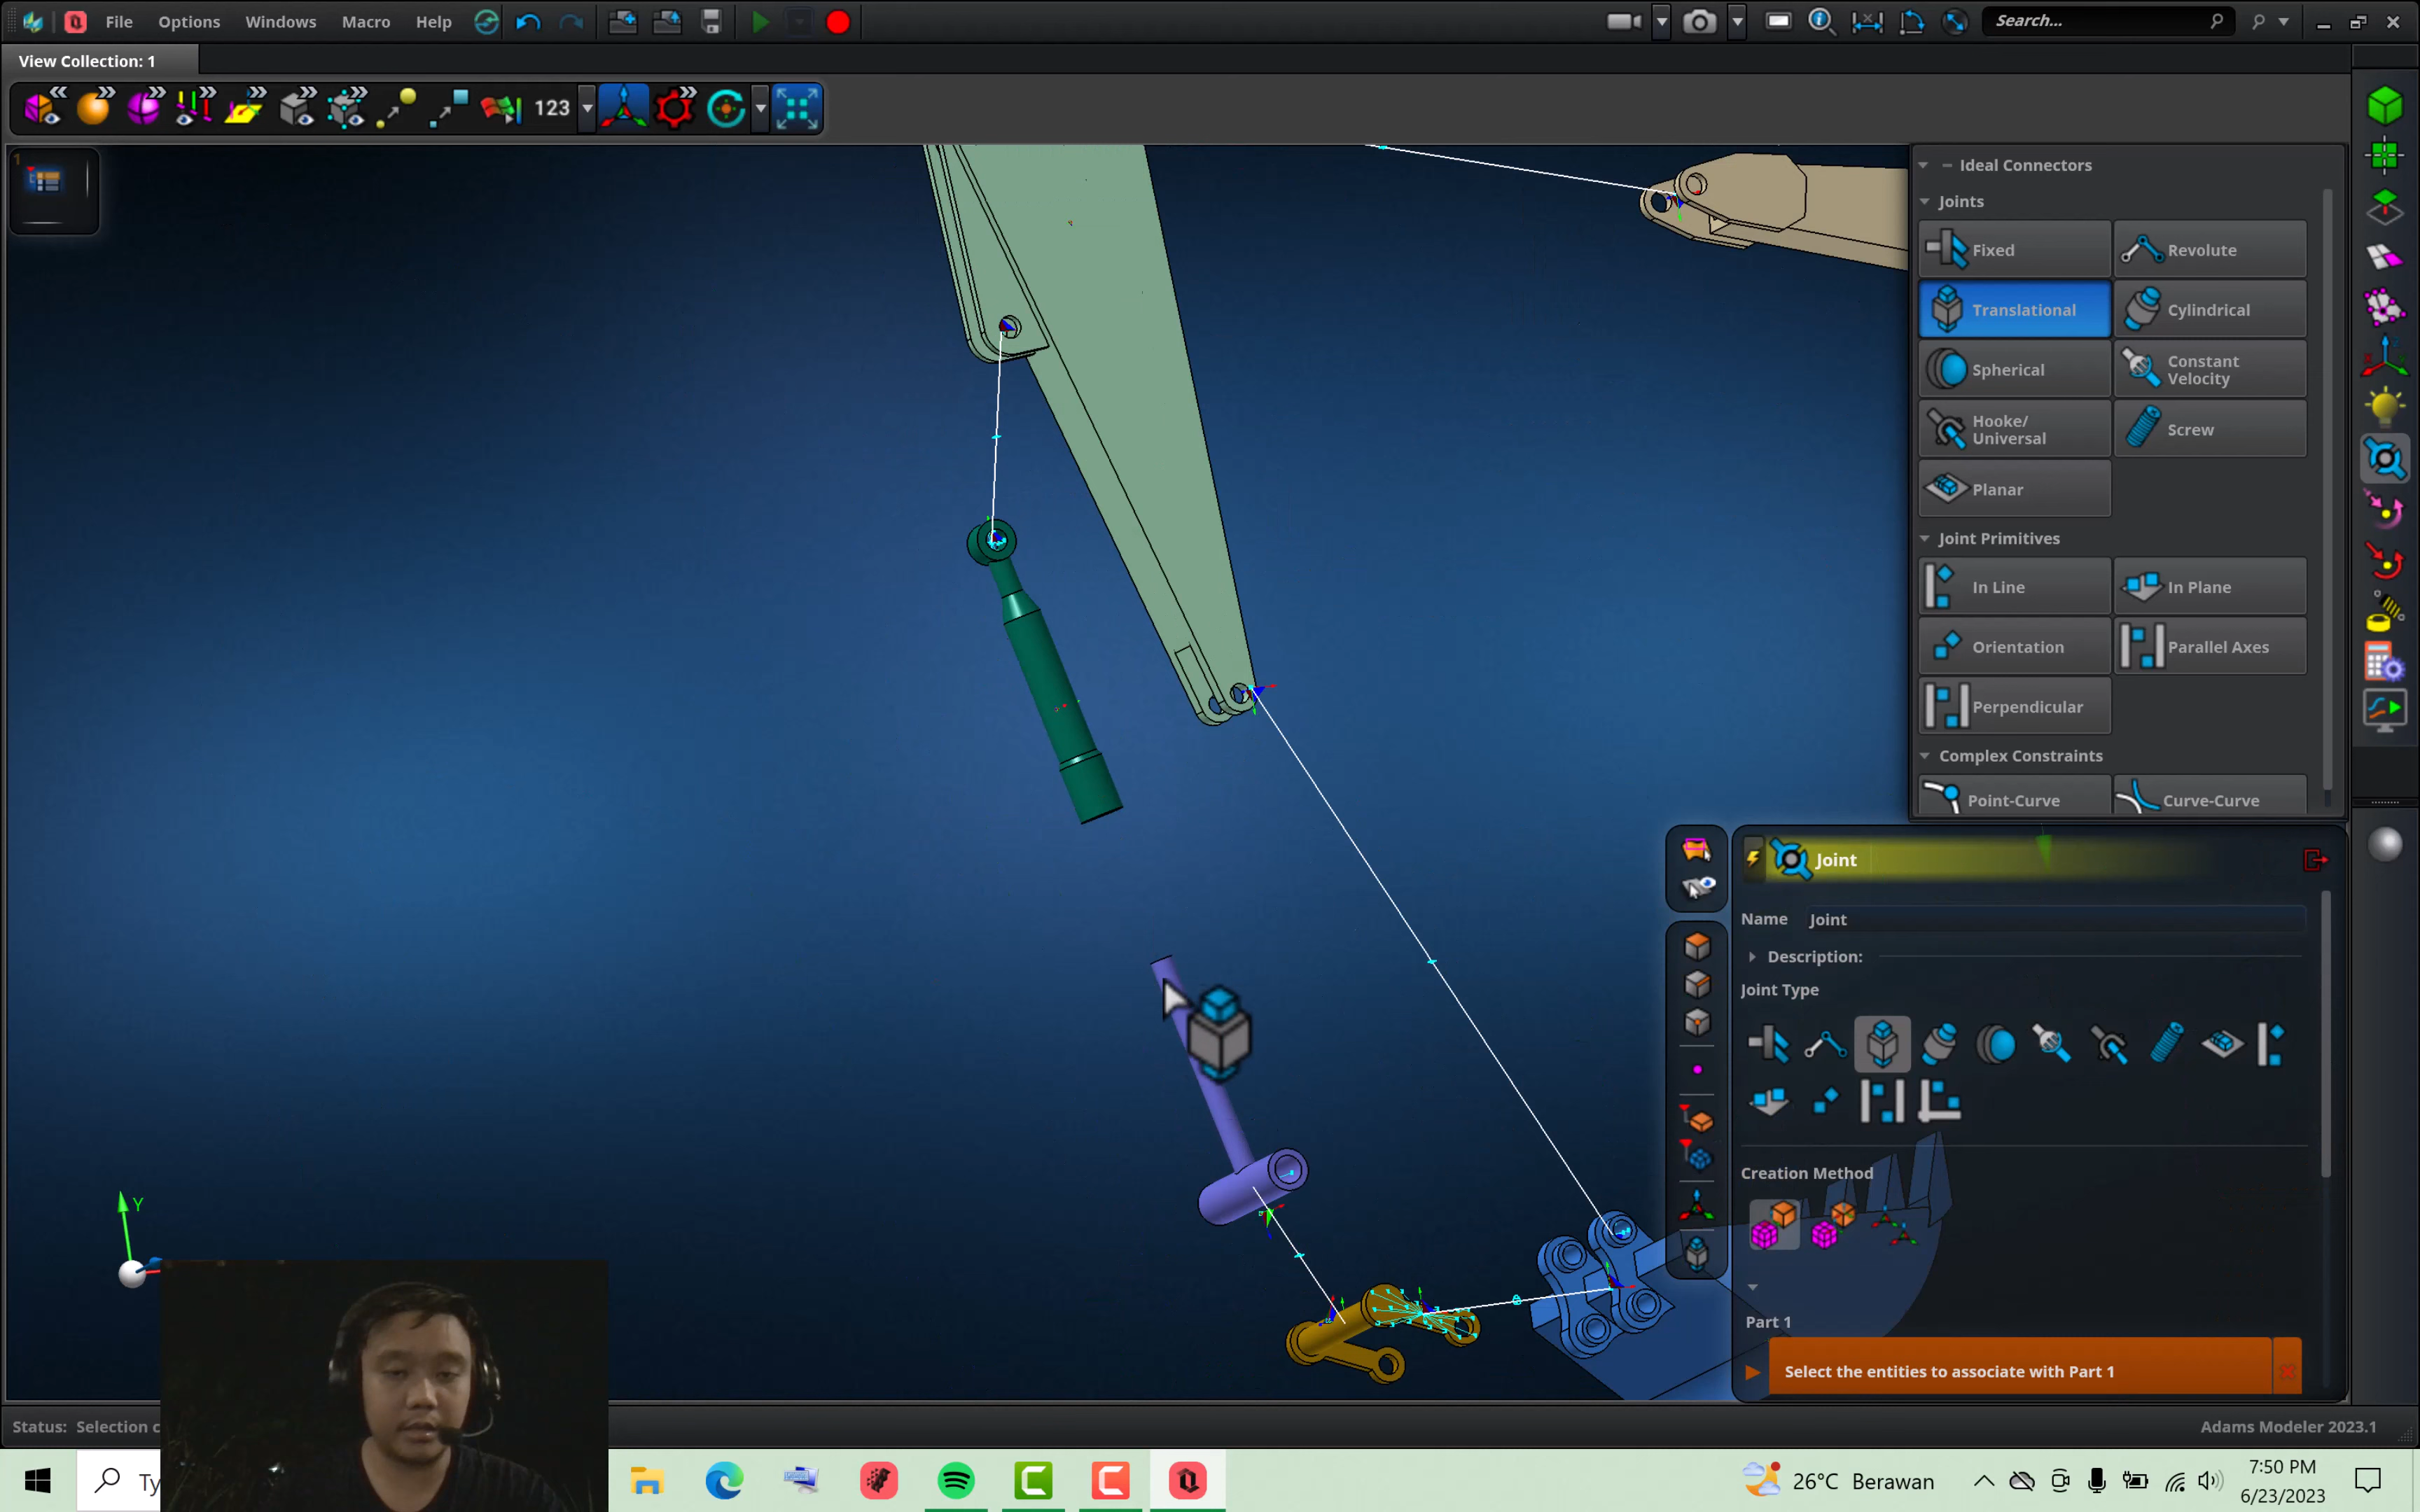 File Options Windows Macro Help Search...
View Collection: 1
123
1
Ideal Connectors
Joints
Fixed Revolute
Translational Cylindrical
Spherical Constant Velocity
Hooke/ Universal Screw
Planar
Joint Primitives
In Line In Plane
Orientation Parallel Axes
Perpendicular
Complex Constraints
Point-Curve Curve-Curve
Joint
Name Joint
Description:
Joint Type
Creation Method
Part 1
Select the entities to associate with Part 1
Y
Status: Selection c
Adams Modeler 2023.1
Ty
26°C Berawan
7:50 PM
6/23/2023